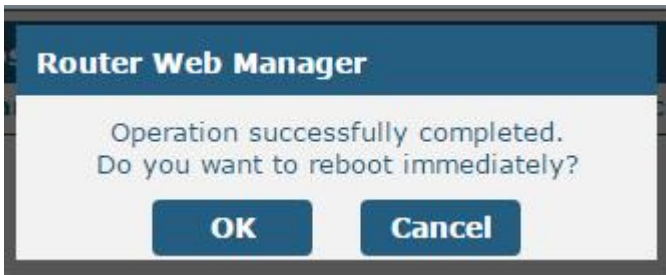 Router Web Manager
Operation successfully completed.
Do you want to reboot immediately?
OK Cancel